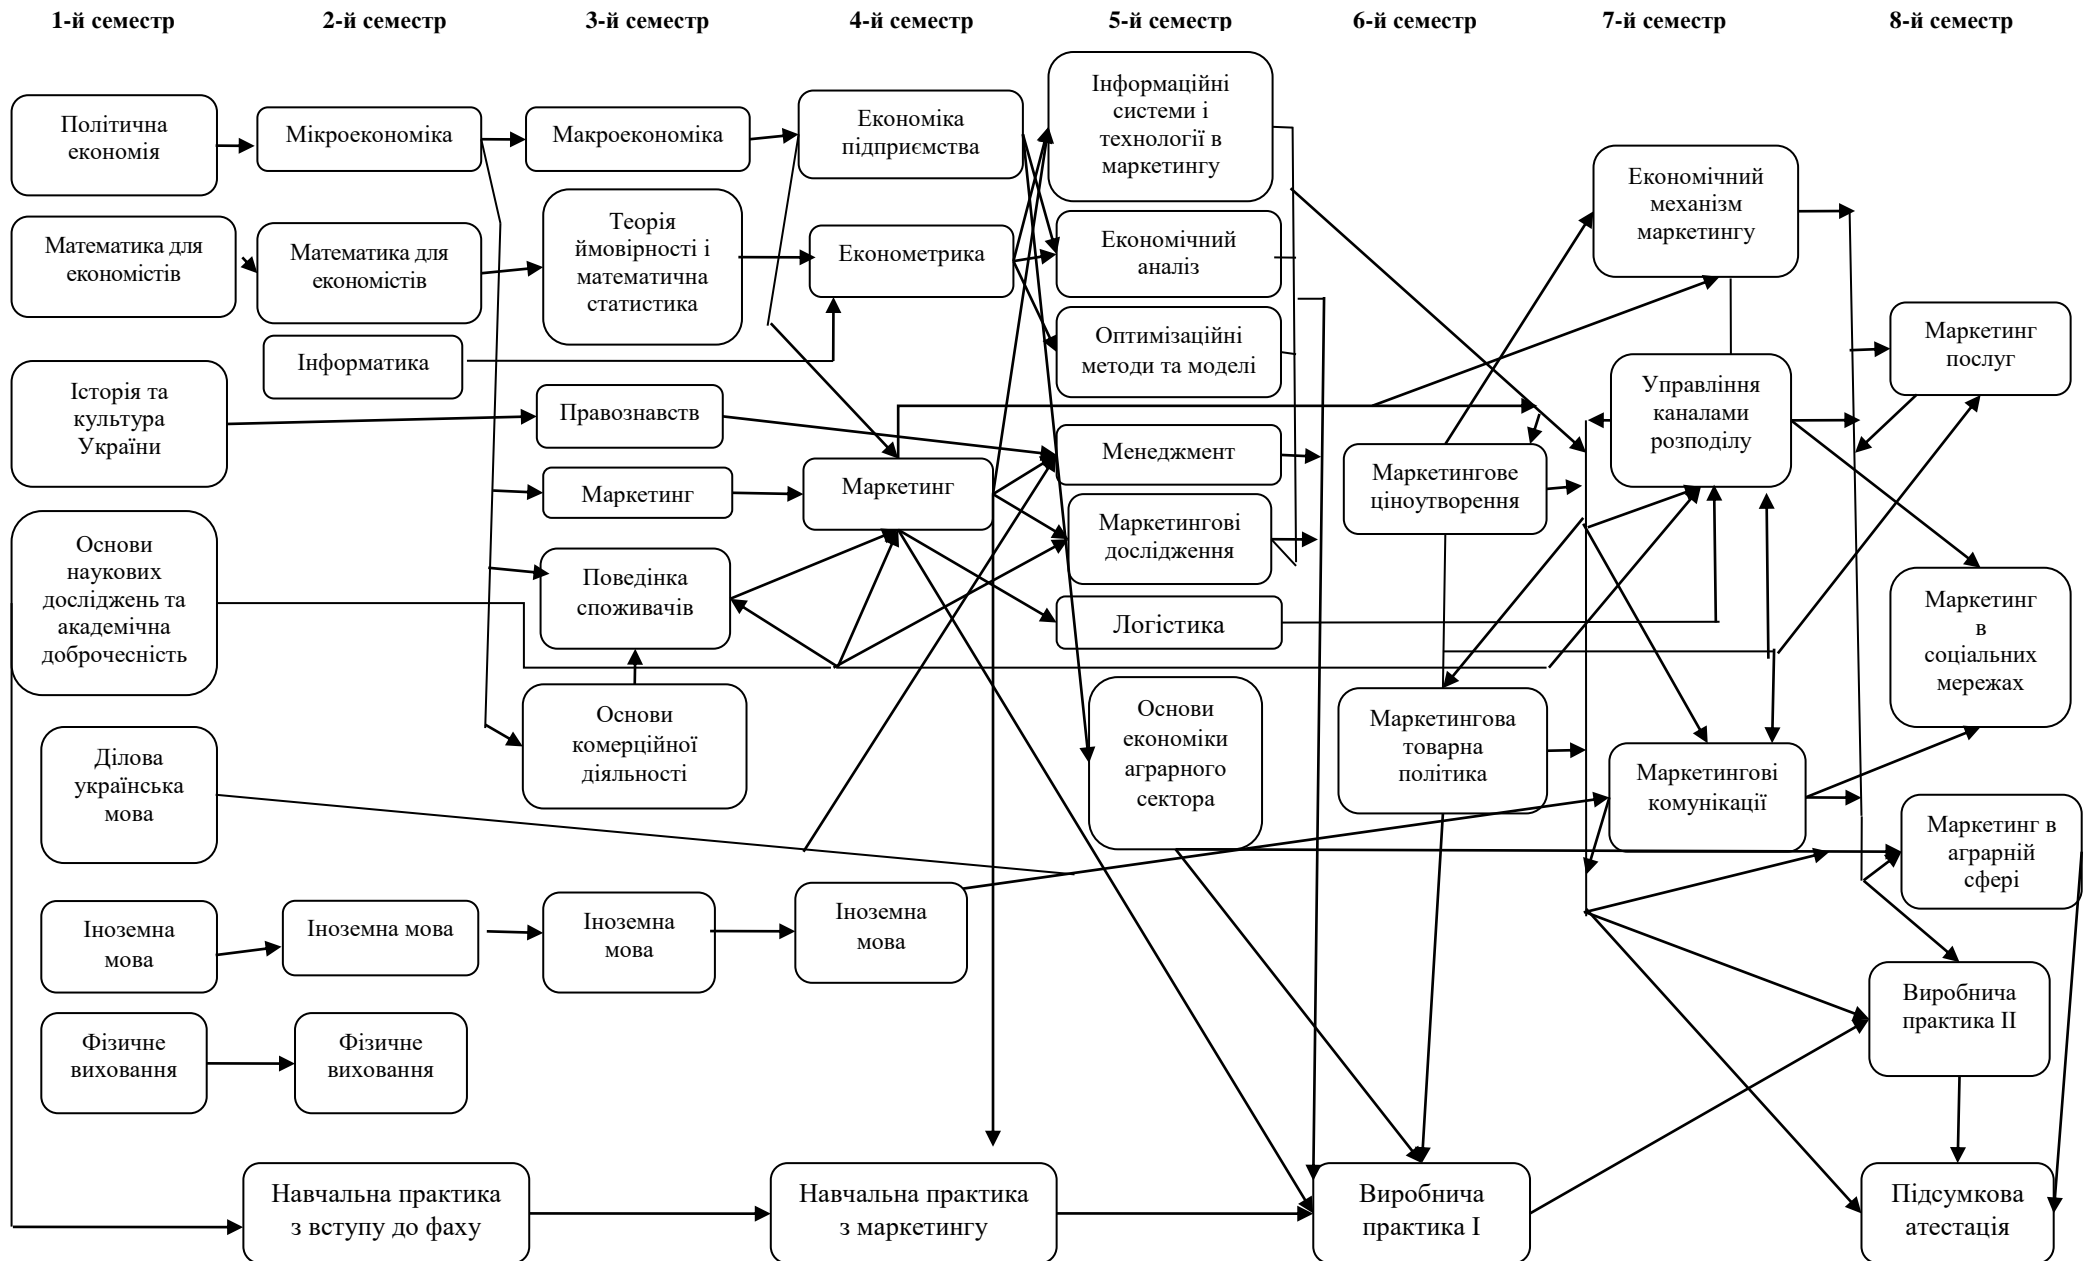 1-й семестр
2-й семестр
3-й семестр
4-й семестр
5-й семестр
6-й семестр
7-й семестр
8-й семестр
Політична
економія
Математика для
економістів
Історія та
культура
України
Основи
наукових
досліджень та
академічна
доброчесність
Ділова
українська
мова
Іноземна
мова
Фізичне
виховання
Мікроекономіка
Математика для
економістів
Інформатика
Іноземна мова
Фізичне
виховання
Навчальна практика
з вступу до фаху
Макроекономіка
Теорія
ймовірності і
математична
статистика
Правознавств
Маркетинг
Поведінка
споживачів
Основи
комерційної
діяльності
Іноземна
мова
Економіка
підприємства
Економетрика
Маркетинг
Іноземна
мова
Навчальна практика
з маркетингу
Інформаційні
системи і
технології в
маркетингу
Економічний
аналіз
Оптимізаційні
методи та моделі
Менеджмент
Маркетингові
дослідження
Логістика
Основи
економіки
аграрного
сектора
Маркетингове
ціноутворення
Маркетингова
товарна
політика
Виробнича
практика І
Економічний
механізм
маркетингу
Управління
каналами
розподілу
Маркетингові
комунікації
Маркетинг
послуг
Маркетинг
в
соціальних
мережах
Маркетинг в
аграрній
сфері
Виробнича
практика ІІ
Підсумкова
атестація